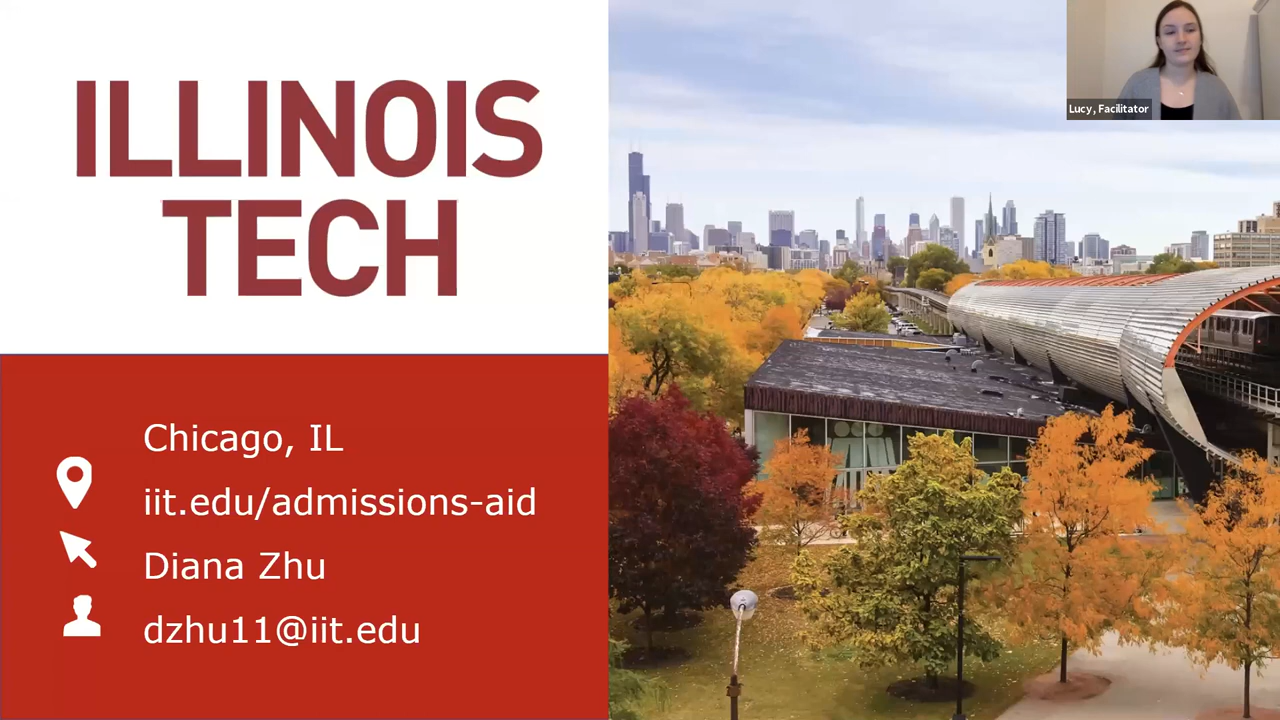 ILLINOIS
TECH
Chicago, IL
iit.edu/admissions-aid
Diana Zhu
dzhu11@iit.edu
Lucy, Facilitator